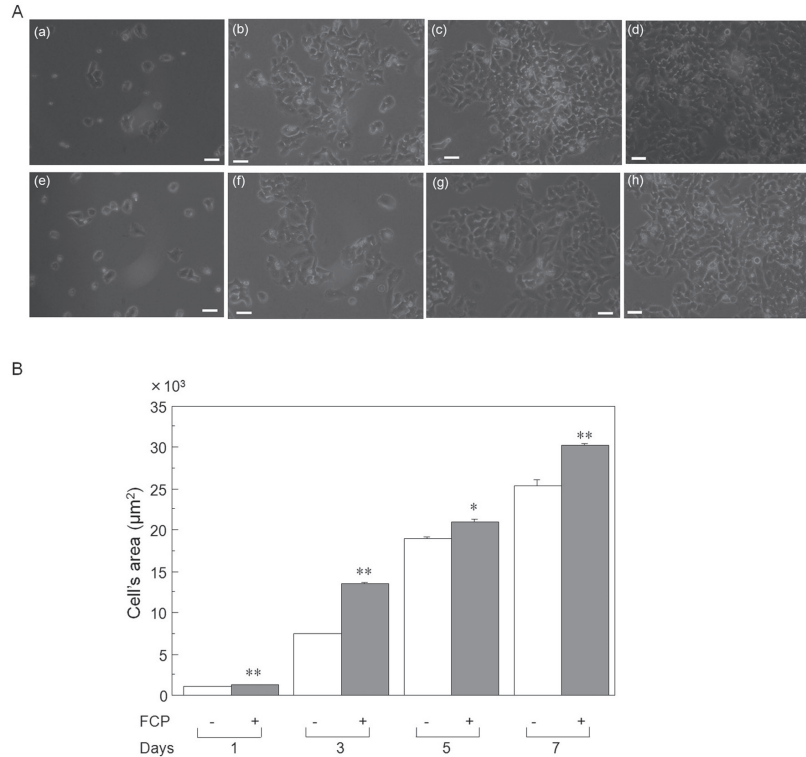 A
(a)
(b)
(c)
(d)
(e)
(f)
(g)
(h)
B
× 10³
35
30
25
20
15
10
5
0
Cell's area (μm²)
**
**
*
**
FCP - + - + - + - +
Days 1 3 5 7